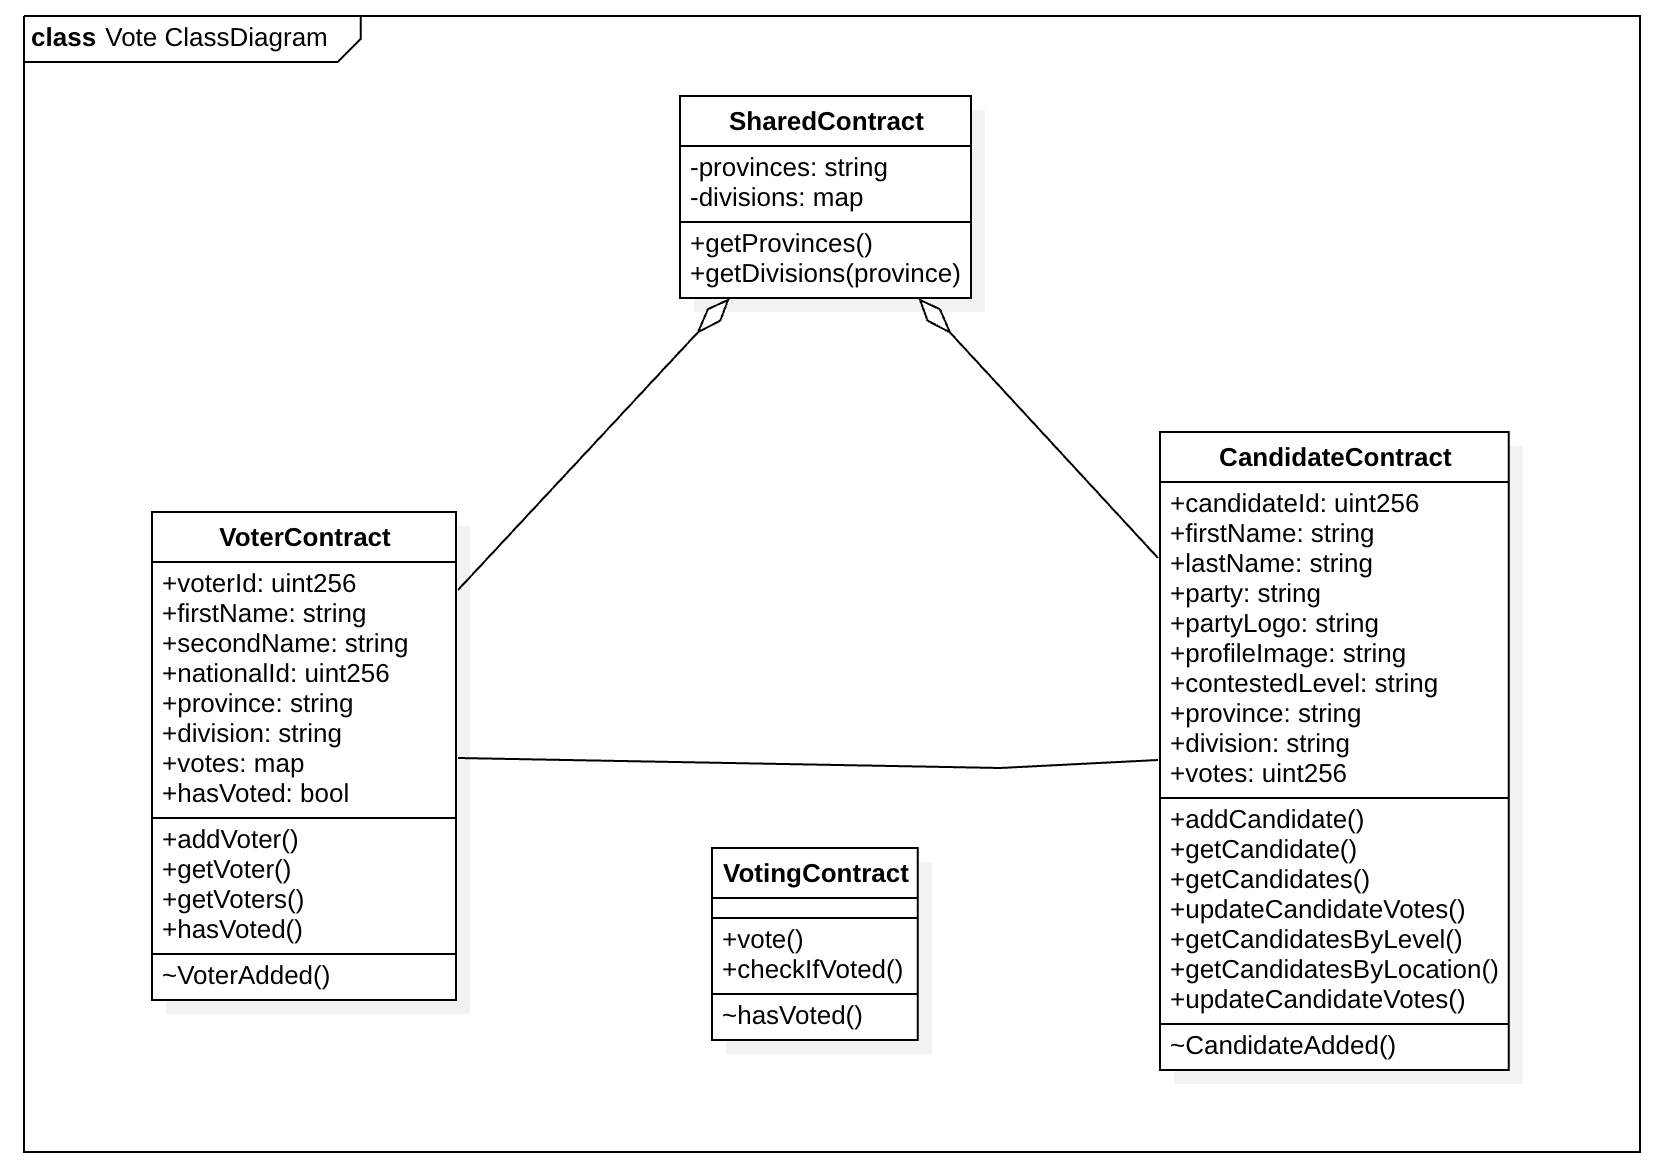 class Vote ClassDiagram
SharedContract
-provinces: string
-divisions: map
+getProvinces()
+getDivisions(province)
VoterContract
+voterId: uint256
+firstName: string
+secondName: string
+nationalId: uint256
+province: string
+division: string
+votes: map
+hasVoted: bool
+addVoter()
+getVoter()
+getVoters()
+hasVoted()
~VoterAdded()
VotingContract
+vote()
+checkIfVoted()
~hasVoted()
CandidateContract
+candidateId: uint256
+firstName: string
+lastName: string
+party: string
+partyLogo: string
+profileImage: string
+contestedLevel: string
+province: string
+division: string
+votes: uint256
+addCandidate()
+getCandidate()
+getCandidates()
+updateCandidateVotes()
+getCandidatesByLevel()
+getCandidatesByLocation()
+updateCandidateVotes()
~CandidateAdded()